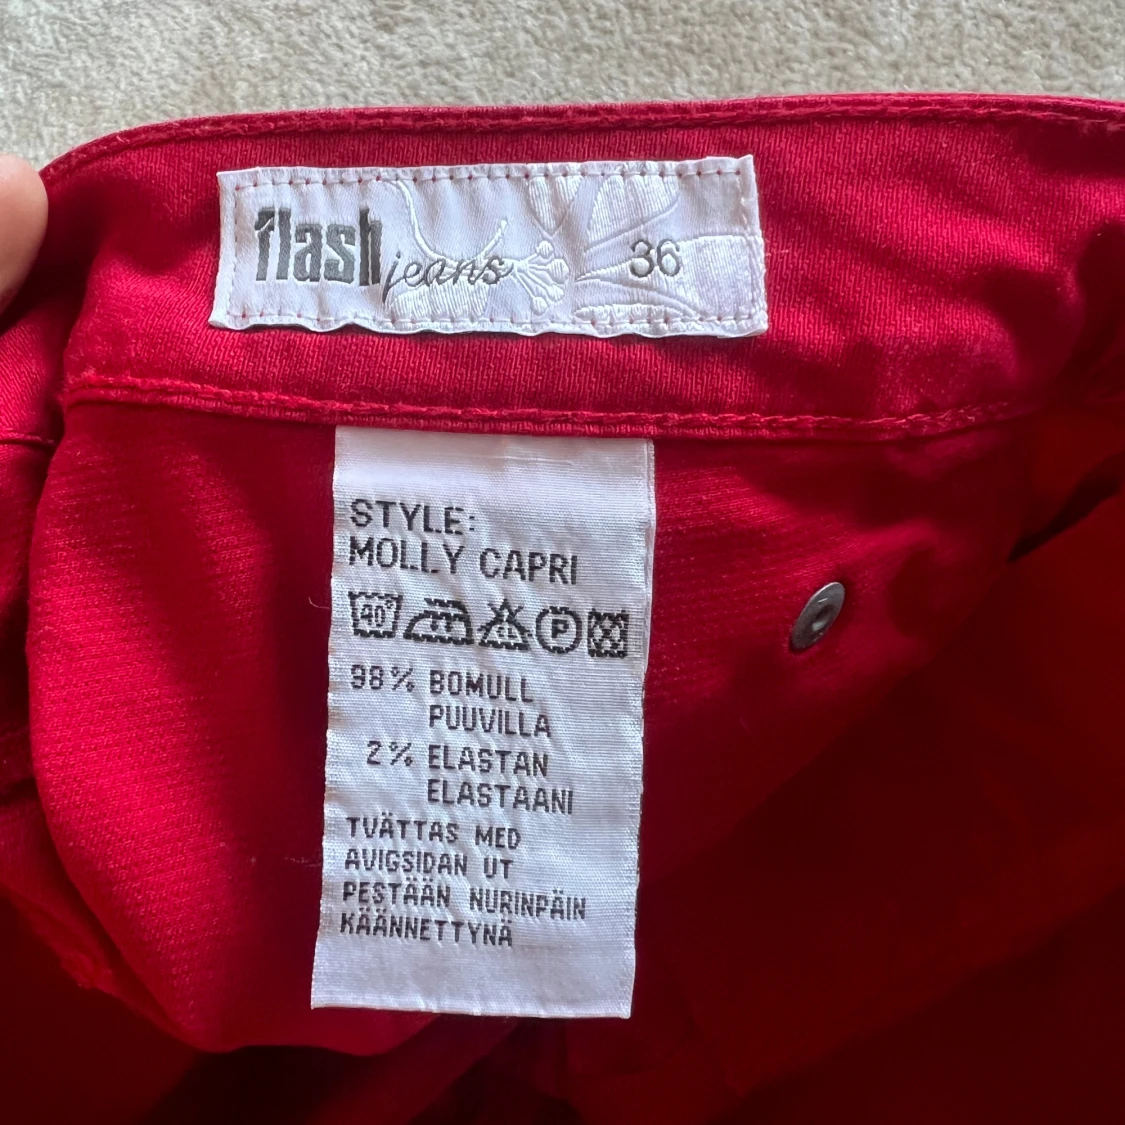 flash jeans 36
STYLE:
MOLLY CAPRI
40° CL P
98% BOMULL
PUUVILLA
2% ELASTAN
ELASTAANI
TVÄTTAS MED
AVIGSIDAN UT
PESTÄÄN NURINPÄIN
KÄÄNNETTYNÄ